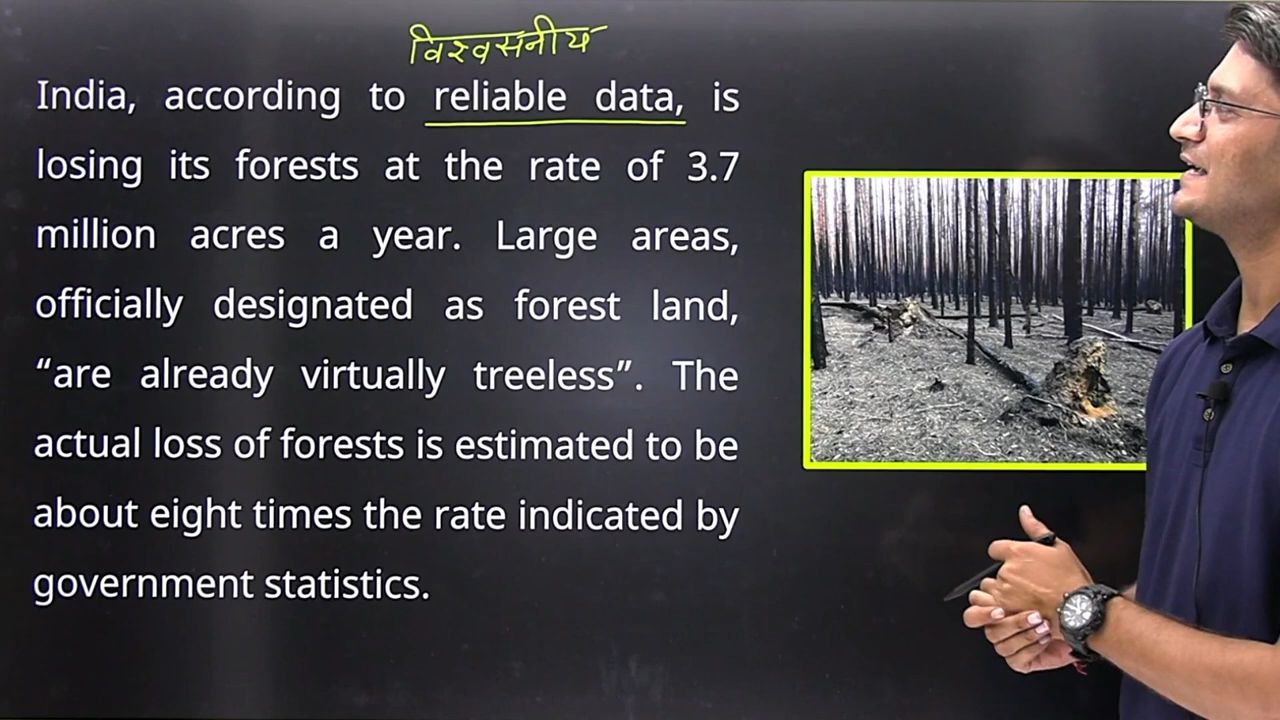 विश्वसनीय
India, according to reliable data, is
losing its forests at the rate of 3.7
million acres a year. Large areas,
officially designated as forest land,
“are already virtually treeless”. The
actual loss of forests is estimated to be
about eight times the rate indicated by
government statistics.